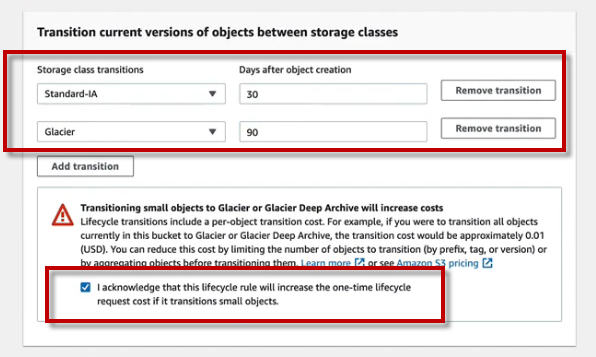 Transition current versions of objects between storage classes
Storage class transitions Days after object creation
Standard-IA 30 Remove transition
Glacier 90 Remove transition
Add transition
Transitioning small objects to Glacier or Glacier Deep Archive will increase costs
Lifecycle transitions include a per-object transition cost. For example, if you were to transition all objects
currently in this bucket to Glacier or Glacier Deep Archive, the transition cost would be approximately 0.01
(USD). You can reduce this cost by limiting the number of objects to transition (by prefix, tag, or version) or
by aggregating objects before transitioning them. Learn more or see Amazon S3 pricing
I acknowledge that this lifecycle rule will increase the one-time lifecycle
request cost if it transitions small objects.